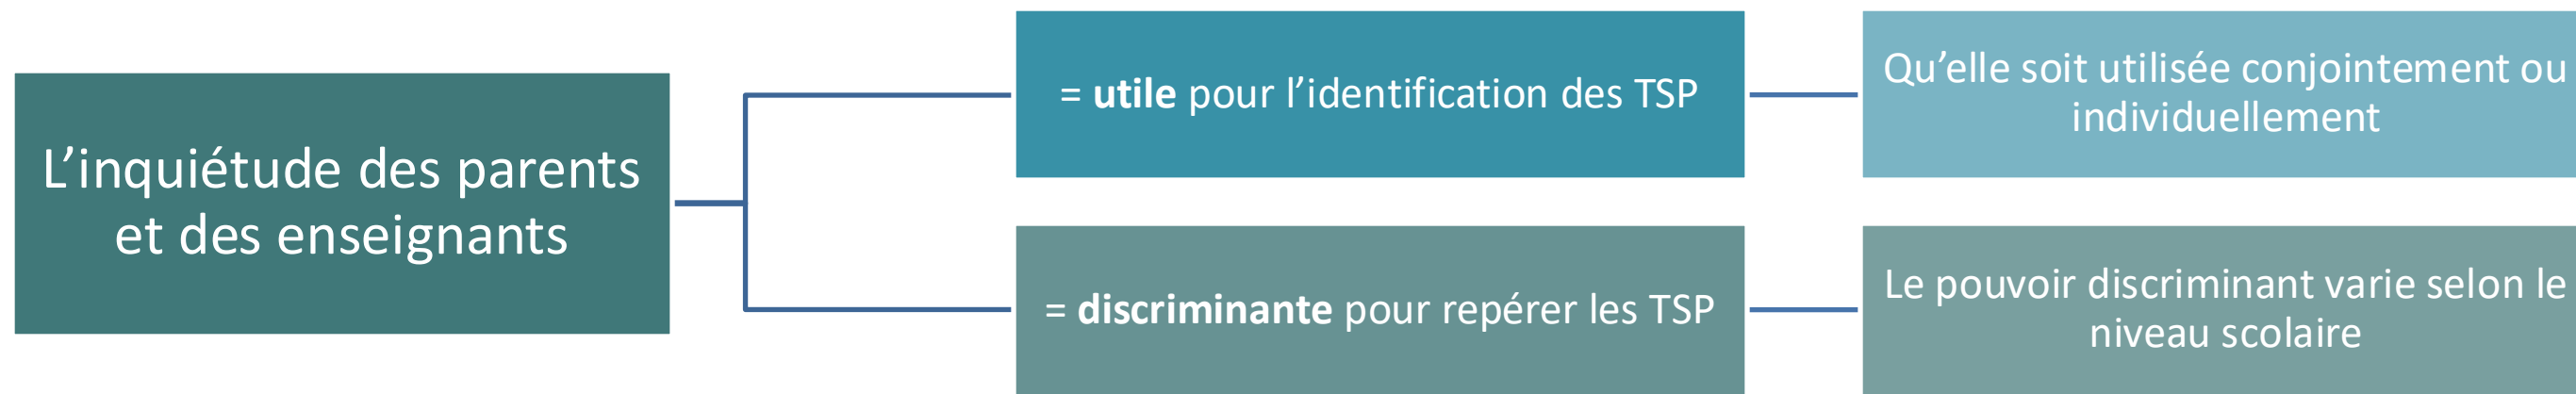 L’inquiétude des parents
et des enseignants
= utile pour l’identification des TSP
Qu’elle soit utilisée conjointement ou
individuellement
= discriminante pour repérer les TSP
Le pouvoir discriminant varie selon le
niveau scolaire